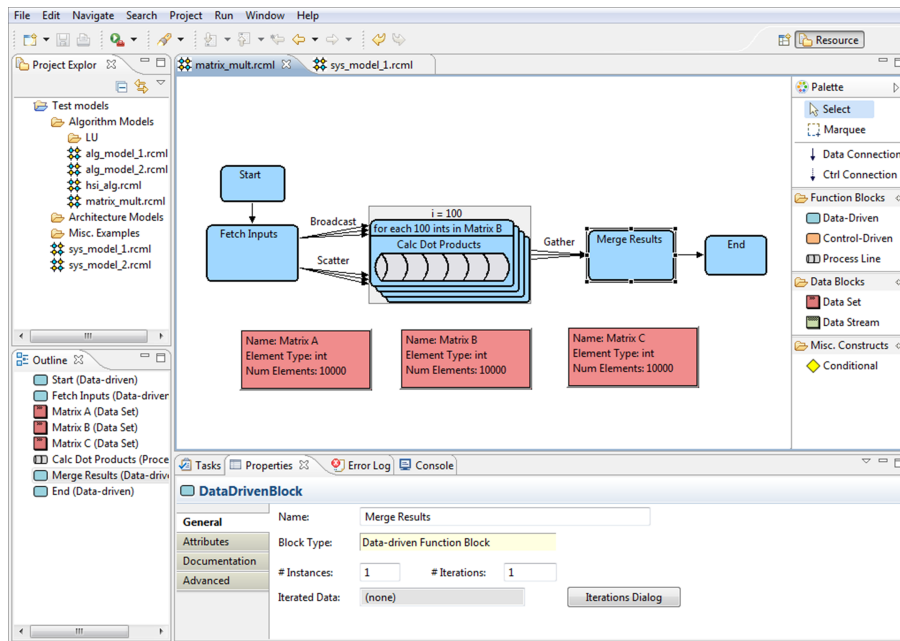 File Edit Navigate Search Project Run Window Help
Resource
Project Explor
Test models
Algorithm Models
LU
alg_model_1.rcml
alg_model_2.rcml
hsi_alg.rcml
matrix_mult.rcml
Architecture Models
Misc. Examples
sys_model_1.rcml
sys_model_2.rcml
Outline
Start (Data-driven)
Fetch Inputs (Data-driven
Matrix A (Data Set)
Matrix B (Data Set)
Matrix C (Data Set)
Calc Dot Products (Proce
Merge Results (Data-driv
End (Data-driven)
matrix_mult.rcml sys_model_1.rcml
Start
Fetch Inputs
Broadcast
Scatter
i = 100
for each 100 ints in Matrix B
Calc Dot Products
Gather
Merge Results
End
Name: Matrix A
Element Type: int
Num Elements: 10000
Name: Matrix B
Element Type: int
Num Elements: 10000
Name: Matrix C
Element Type: int
Num Elements: 10000
Palette
Select
Marquee
Data Connection
Ctrl Connection
Function Blocks
Data-Driven
Control-Driven
Process Line
Data Blocks
Data Set
Data Stream
Misc. Constructs
Conditional
Tasks Properties Error Log Console
DataDrivenBlock
General
Attributes
Documentation
Advanced
Name: Merge Results
Block Type: Data-driven Function Block
# Instances: 1 # Iterations: 1
Iterated Data: (none) Iterations Dialog